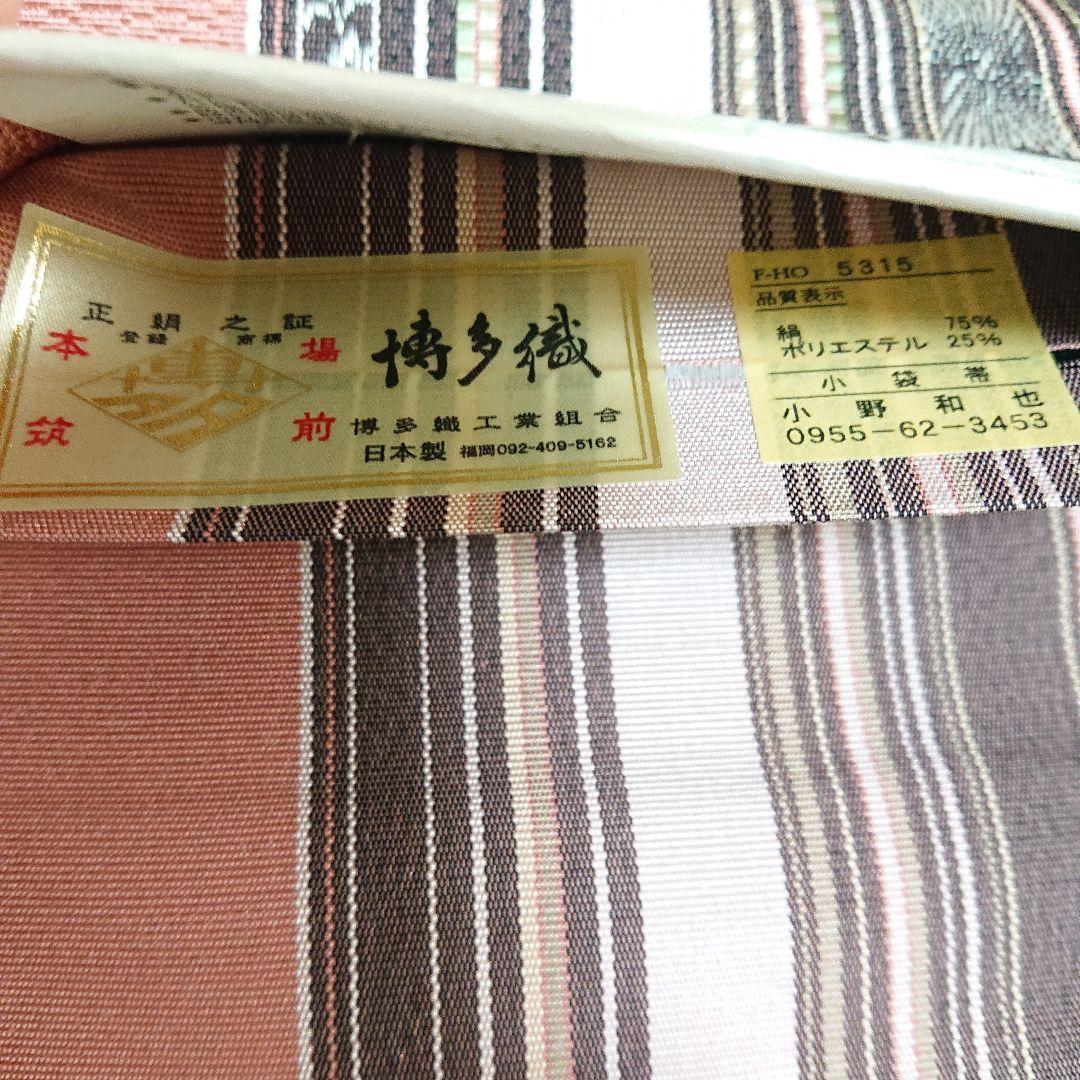 正絹之証
登録 商標
本場
筑前
博多織
博多織工業組合
日本製 福岡092-409-5162
F-HO 5315
品質表示
絹 75%
ポリエステル 25%
小袋帯
小野和也
0955-62-3453